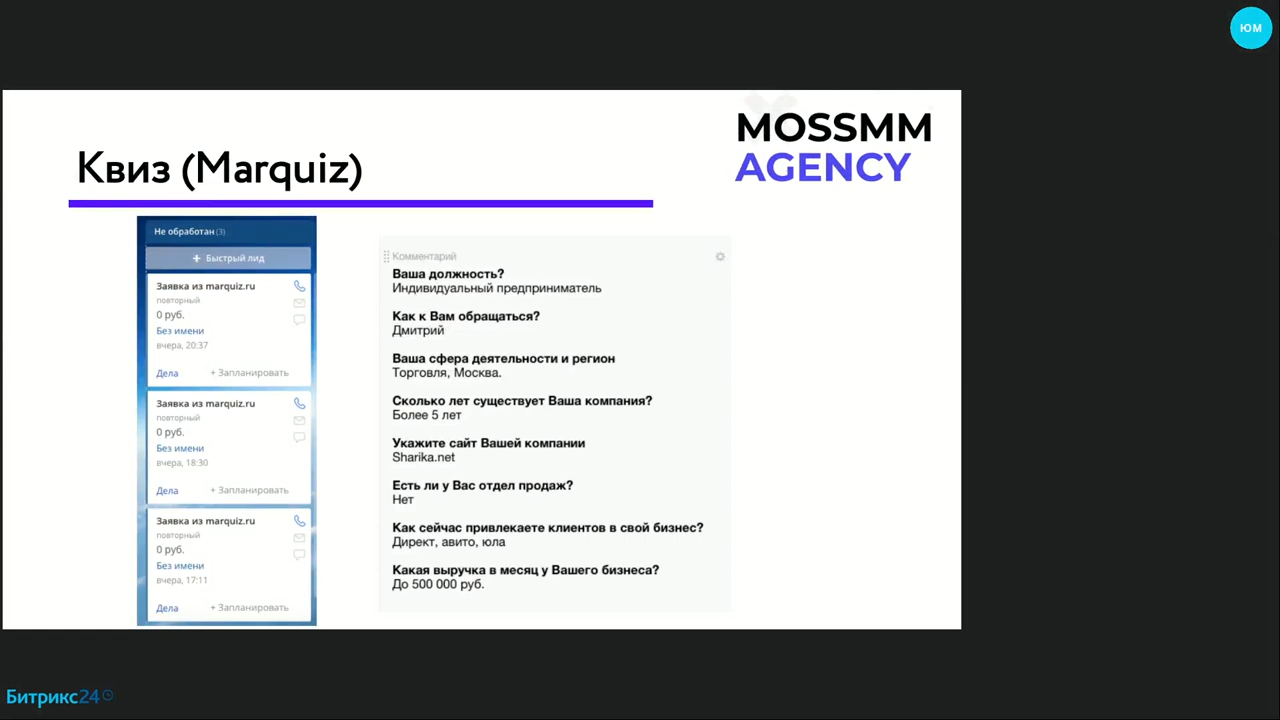 ЮМ
MOSSMM
AGENCY
Квиз (Marquiz)
Не обработан (3)
+ Быстрый лид
Заявка из marquiz.ru
повторный
0 руб.
Без имени
вчера, 20:37
Дела + Запланировать
Заявка из marquiz.ru
повторный
0 руб.
Без имени
вчера, 18:30
Дела + Запланировать
Заявка из marquiz.ru
повторный
0 руб.
Без имени
вчера, 17:11
Дела + Запланировать
Комментарий
Ваша должность?
Индивидуальный предприниматель
Как к Вам обращаться?
Дмитрий
Ваша сфера деятельности и регион
Торговля, Москва.
Сколько лет существует Ваша компания?
Более 5 лет
Укажите сайт Вашей компании
Sharika.net
Есть ли у Вас отдел продаж?
Нет
Как сейчас привлекаете клиентов в свой бизнес?
Директ, авито, юла
Какая выручка в месяц у Вашего бизнеса?
До 500 000 руб.
Битрикс24